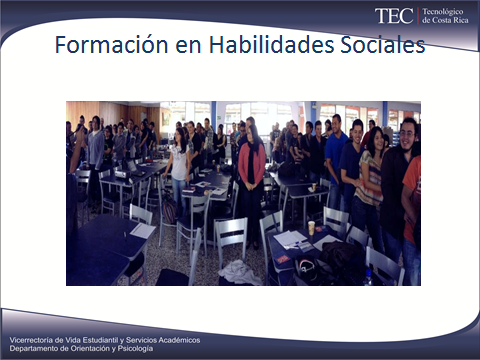 TEC
Tecnológico
de Costa Rica
Formación en Habilidades Sociales
Vicerrectoría de Vida Estudiantil y Servicios Académicos
Departamento de Orientación y Psicología